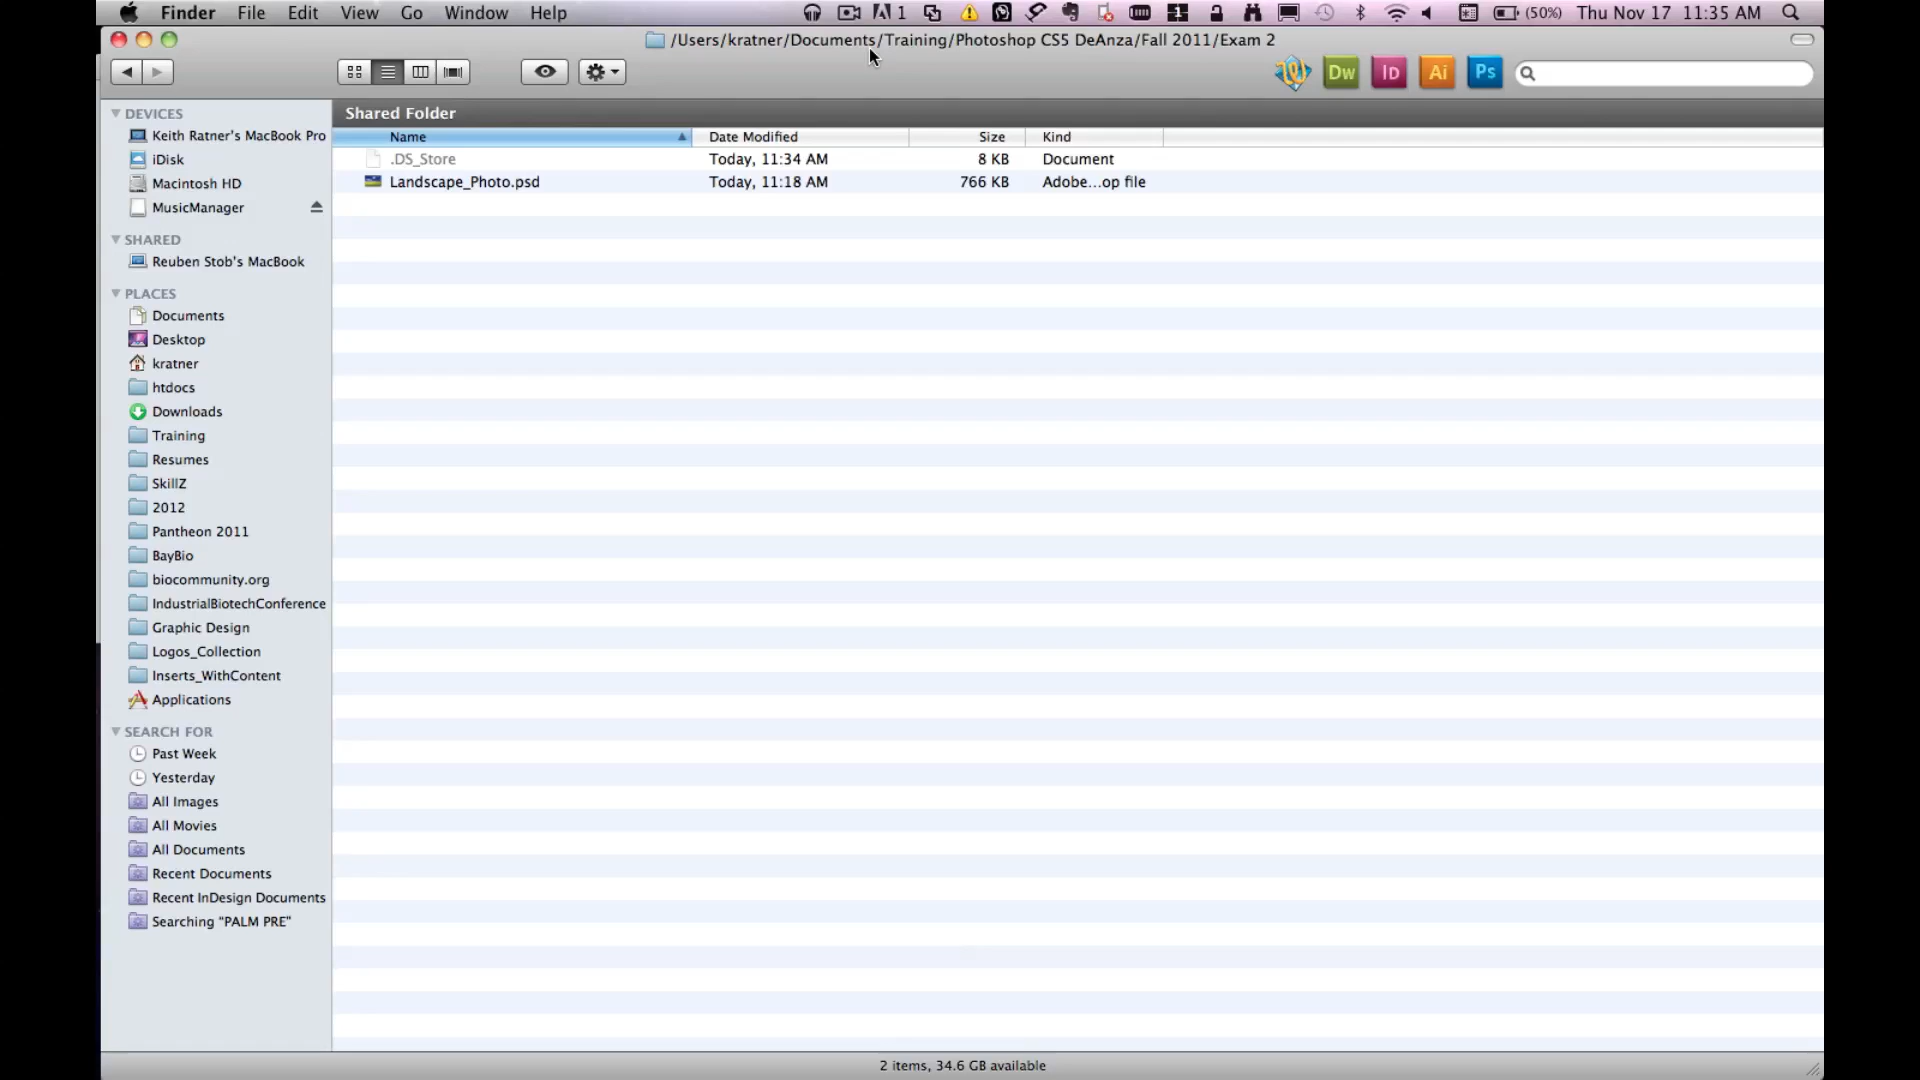 Finder File Edit View Go Window Help 1 1 (50%) Thu Nov 17 11:35 AM
/Users/kratner/Documents/Training/Photoshop CS5 DeAnza/Fall 2011/Exam 2
Dw Id Ai Ps
DEVICES
Keith Ratner's MacBook Pro
iDisk
Macintosh HD
MusicManager
SHARED
Reuben Stob's MacBook
PLACES
Documents
Desktop
kratner
htdocs
Downloads
Training
Resumes
SkillZ
2012
Pantheon 2011
BayBio
biocommunity.org
IndustrialBiotechConference
Graphic Design
Logos_Collection
Inserts_WithContent
Applications
SEARCH FOR
Past Week
Yesterday
All Images
All Movies
All Documents
Recent Documents
Recent InDesign Documents
Searching "PALM PRE"
Shared Folder
Name Date Modified Size Kind
.DS_Store Today, 11:34 AM 8 KB Document
Landscape_Photo.psd Today, 11:18 AM 766 KB Adobe...op file
2 items, 34.6 GB available